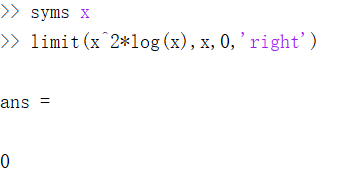 >> syms x
>> limit(x^2*log(x),x,0,'right')
ans =
0